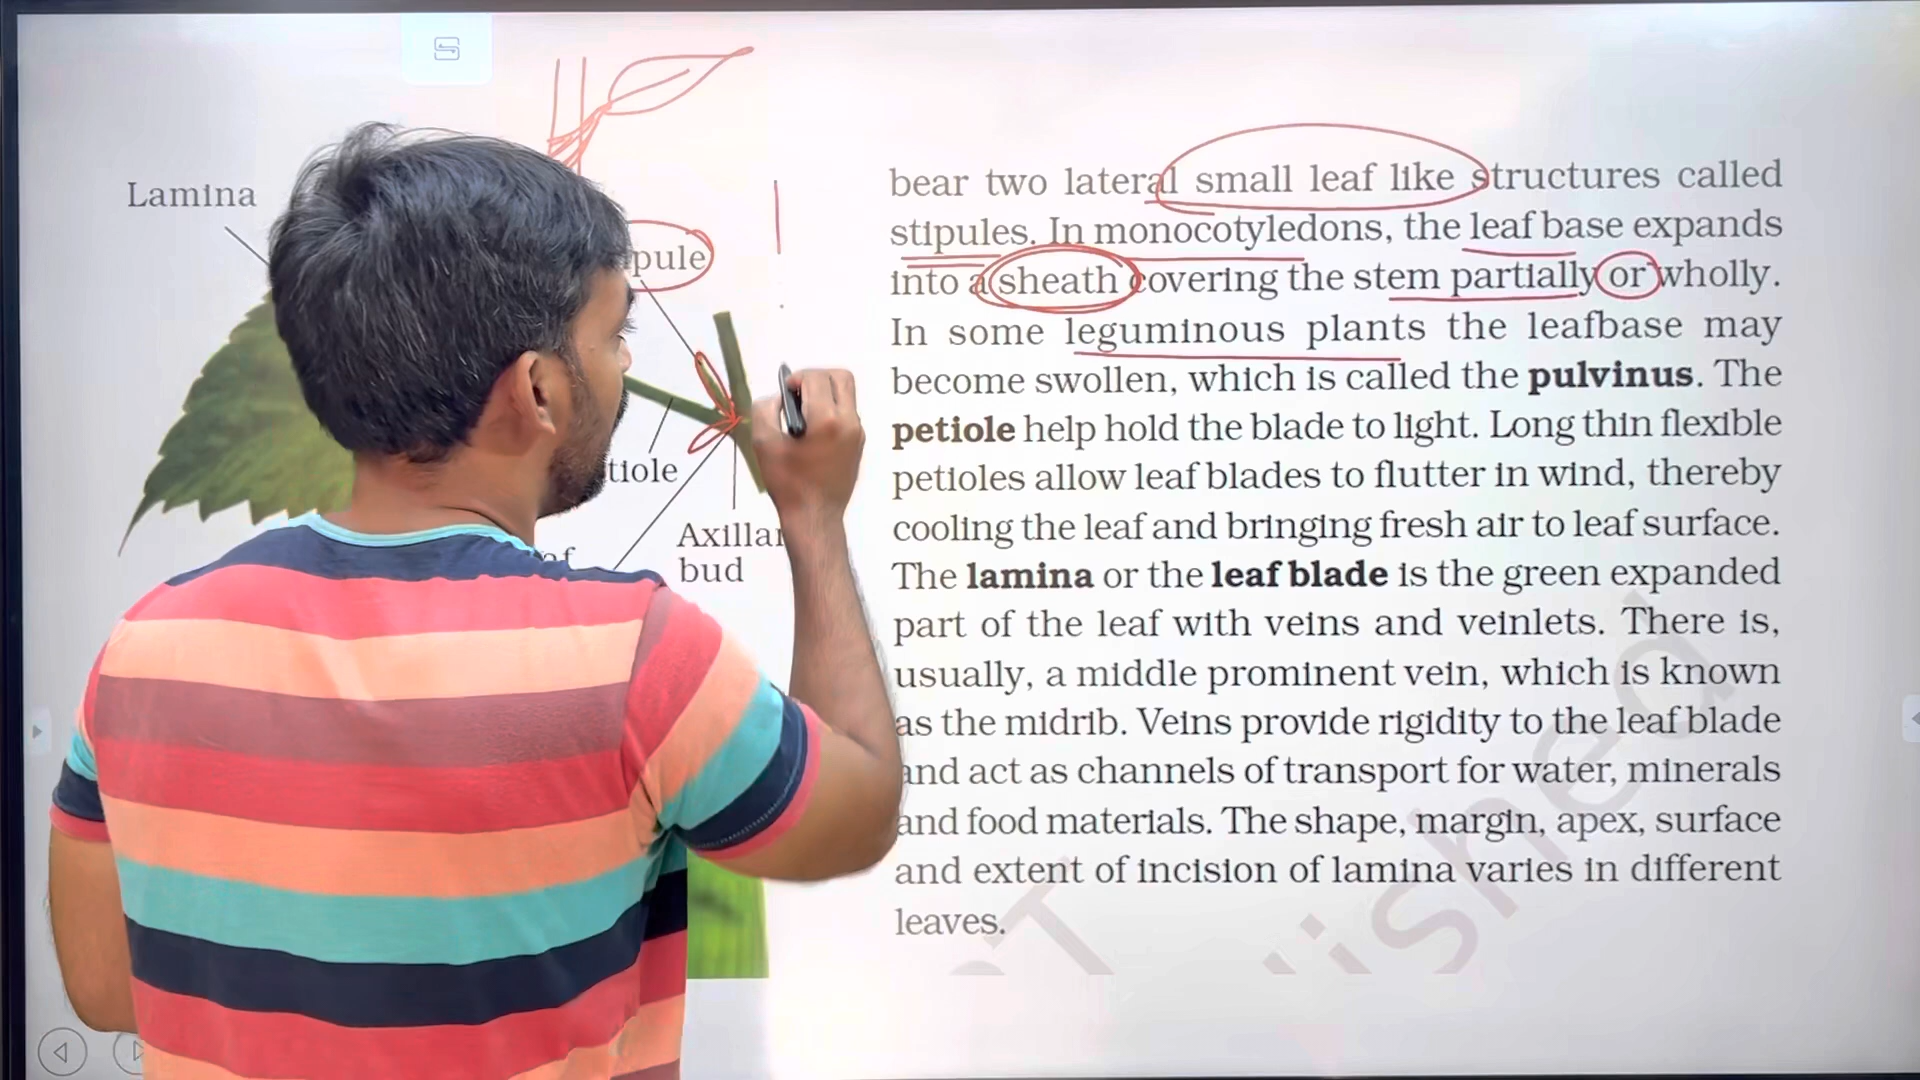 Lamina
pule
tiole
Axillar
bud
bear two lateral small leaf like structures called
stipules. In monocotyledons, the leaf base expands
into a sheath covering the stem partially or wholly.
In some leguminous plants the leafbase may
become swollen, which is called the pulvinus. The
petiole help hold the blade to light. Long thin flexible
petioles allow leaf blades to flutter in wind, thereby
cooling the leaf and bringing fresh air to leaf surface.
The lamina or the leaf blade is the green expanded
part of the leaf with veins and veinlets. There is,
usually, a middle prominent vein, which is known
as the midrib. Veins provide rigidity to the leaf blade
and act as channels of transport for water, minerals
and food materials. The shape, margin, apex, surface
and extent of incision of lamina varies in different
leaves.